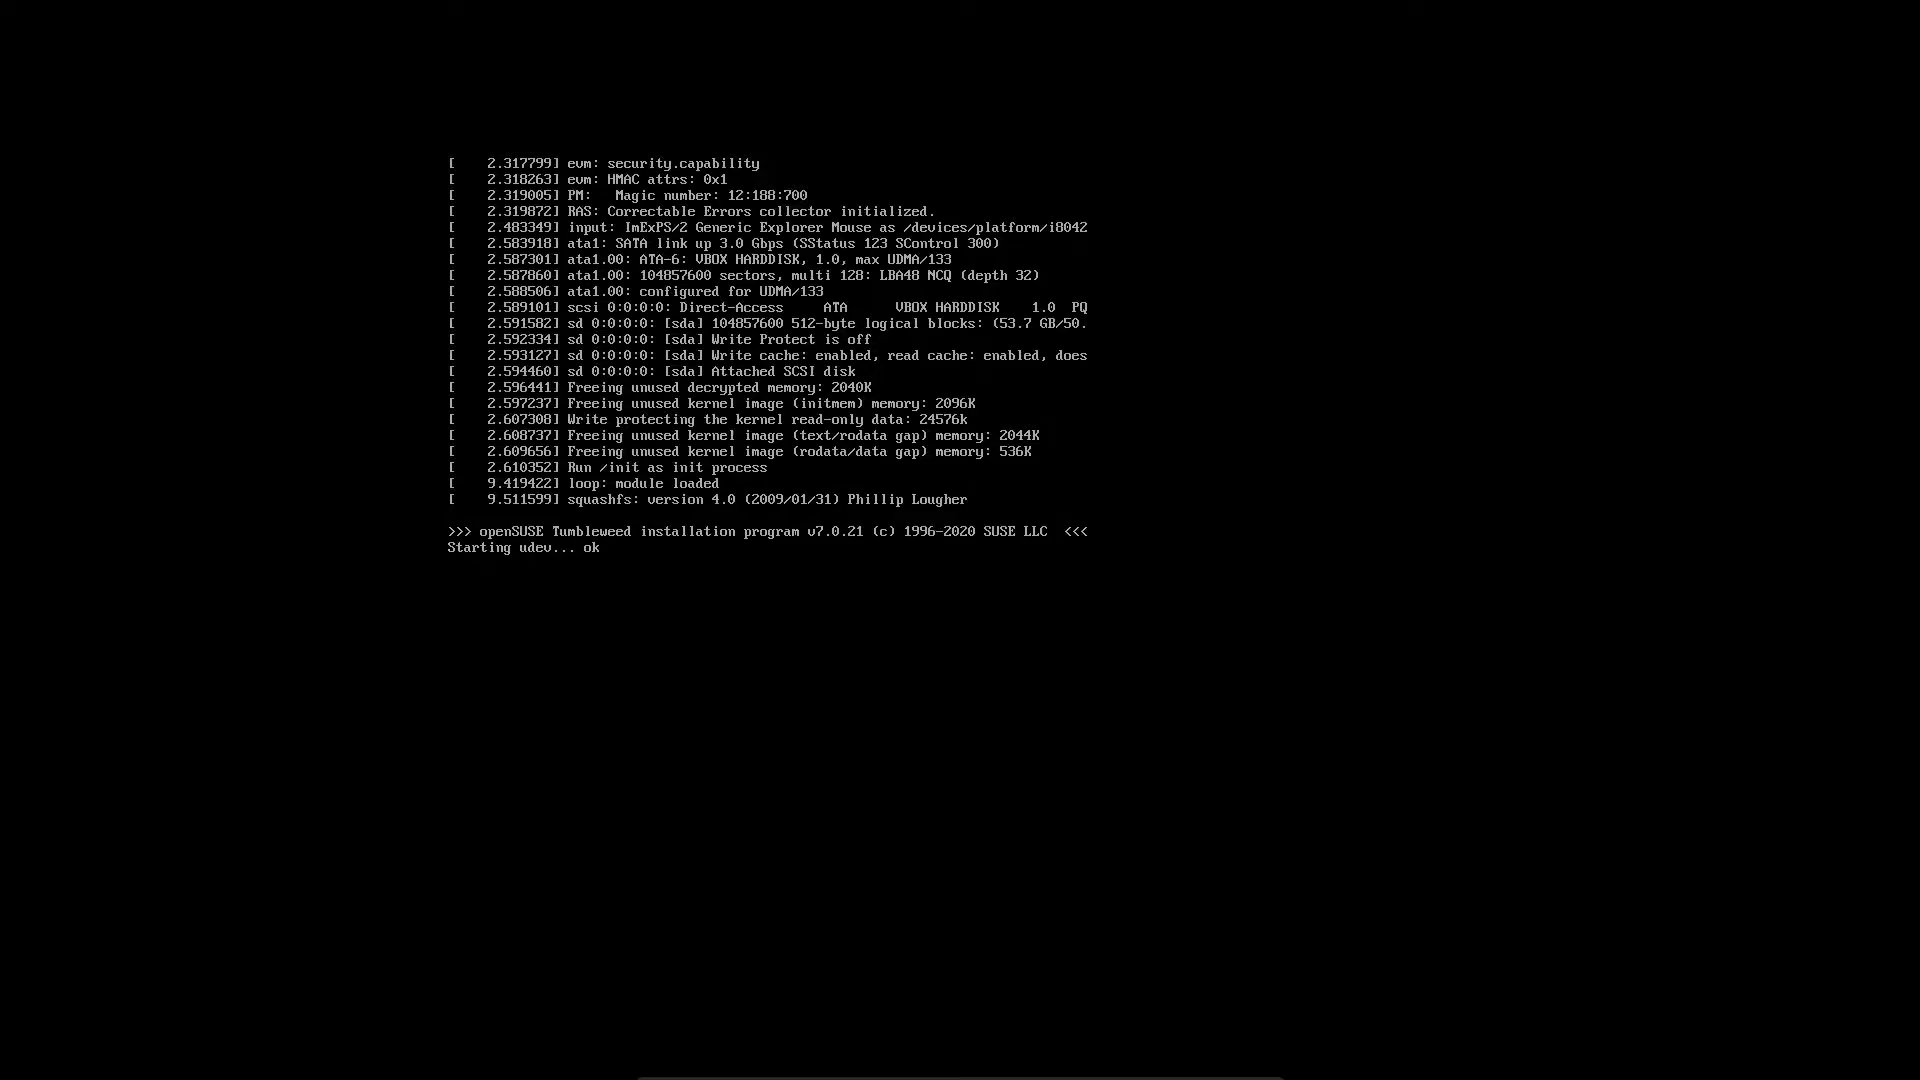 [    2.317799] evm: security.capability
[    2.318263] evm: HMAC attrs: 0x1
[    2.319005] PM:   Magic number: 12:188:700
[    2.319872] RAS: Correctable Errors collector initialized.
[    2.483349] input: ImExPS/2 Generic Explorer Mouse as /devices/platform/i8042
[    2.583918] ata1: SATA link up 3.0 Gbps (SStatus 123 SControl 300)
[    2.587301] ata1.00: ATA-6: VBOX HARDDISK, 1.0, max UDMA/133
[    2.587860] ata1.00: 104857600 sectors, multi 128: LBA48 NCQ (depth 32)
[    2.588506] ata1.00: configured for UDMA/133
[    2.589101] scsi 0:0:0:0: Direct-Access     ATA      VBOX HARDDISK    1.0  PQ
[    2.591582] sd 0:0:0:0: [sda] 104857600 512-byte logical blocks: (53.7 GB/50.
[    2.592334] sd 0:0:0:0: [sda] Write Protect is off
[    2.593127] sd 0:0:0:0: [sda] Write cache: enabled, read cache: enabled, does
[    2.594460] sd 0:0:0:0: [sda] Attached SCSI disk
[    2.596441] Freeing unused decrypted memory: 2040K
[    2.597237] Freeing unused kernel image (initmem) memory: 2096K
[    2.607308] Write protecting the kernel read-only data: 24576k
[    2.608737] Freeing unused kernel image (text/rodata gap) memory: 2044K
[    2.609656] Freeing unused kernel image (rodata/data gap) memory: 536K
[    2.610352] Run /init as init process
[    9.419422] loop: module loaded
[    9.511599] squashfs: version 4.0 (2009/01/31) Phillip Lougher
>>> openSUSE Tumbleweed installation program v7.0.21 (c) 1996-2020 SUSE LLC  <<<
Starting udev... ok